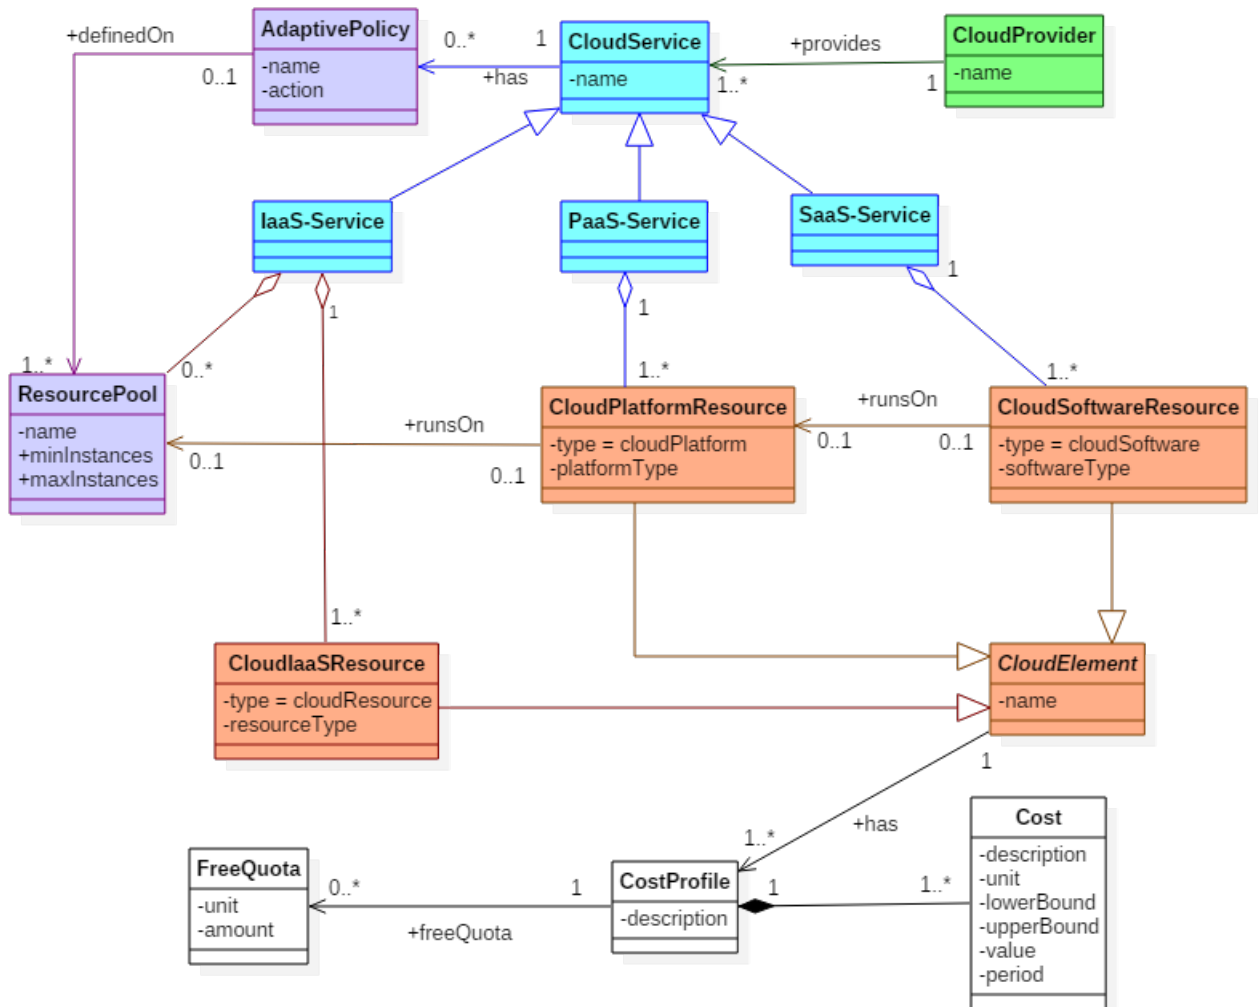 +definedOn
AdaptivePolicy
-name
-action
0..1
0..*
1
+has
CloudService
-name
+provides
1..*
1
CloudProvider
-name
IaaS-Service
PaaS-Service
SaaS-Service
1
1
1
1..*
0..*
1..*
1..*
ResourcePool
-name
+minInstances
+maxInstances
+runsOn
0..1
0..1
CloudPlatformResource
-type = cloudPlatform
-platformType
+runsOn
0..1
0..1
CloudSoftwareResource
-type = cloudSoftware
-softwareType
1..*
CloudIaaSResource
-type = cloudResource
-resourceType
CloudElement
-name
1
+has
1..*
FreeQuota
-unit
-amount
0..*
1
+freeQuota
CostProfile
-description
1
1..*
Cost
-description
-unit
-lowerBound
-upperBound
-value
-period